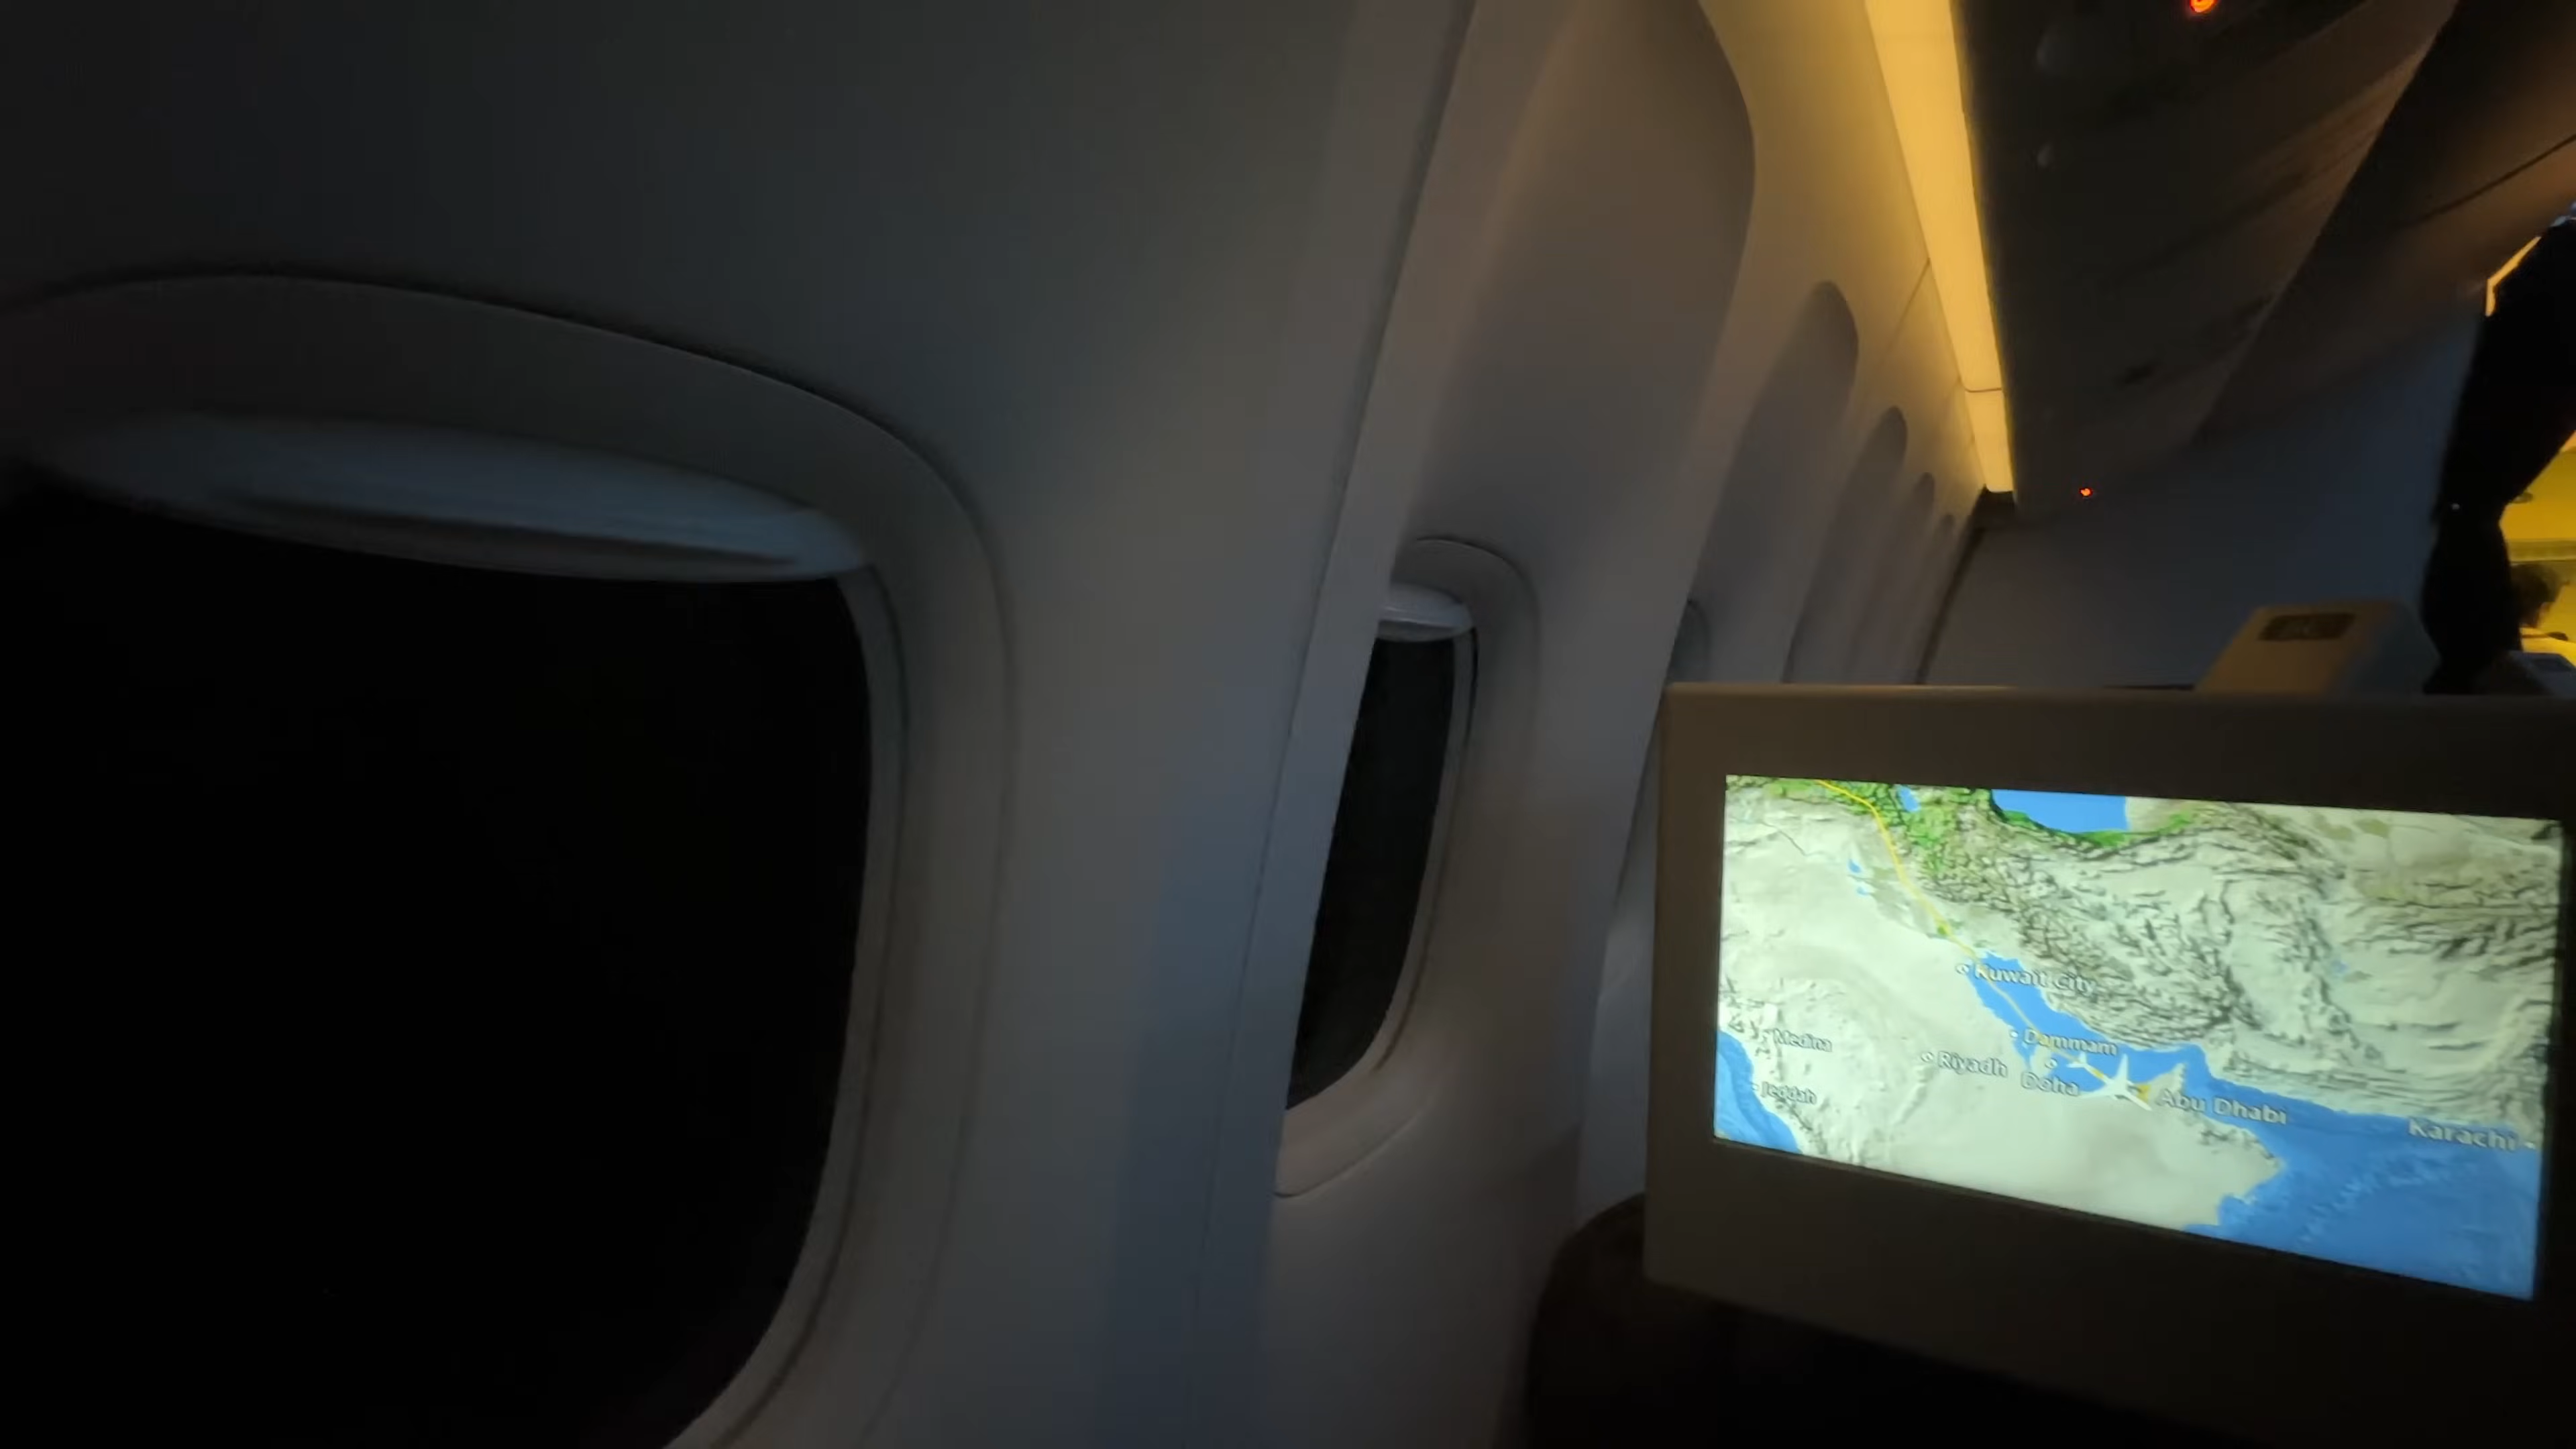 Kuwait City
Dammam
Medina
Riyadh
Doha
Jeddah
Abu Dhabi
Karachi